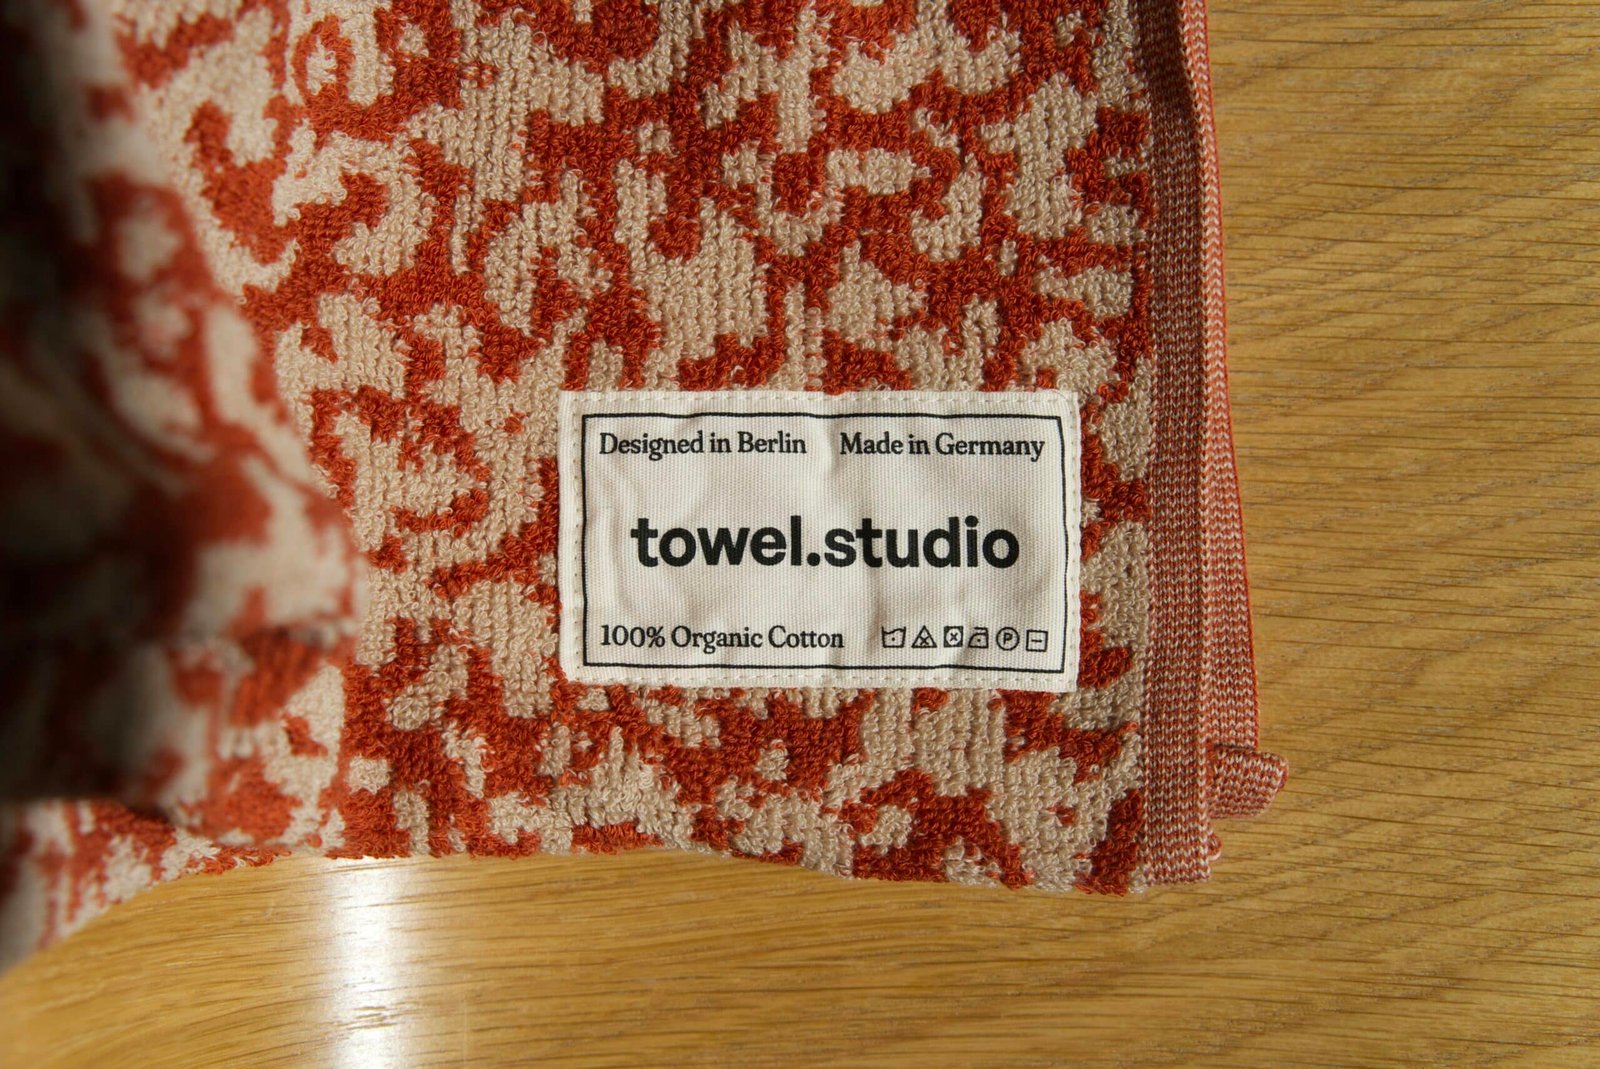 Designed in Berlin Made in Germany
towel.studio
100% Organic Cotton
P